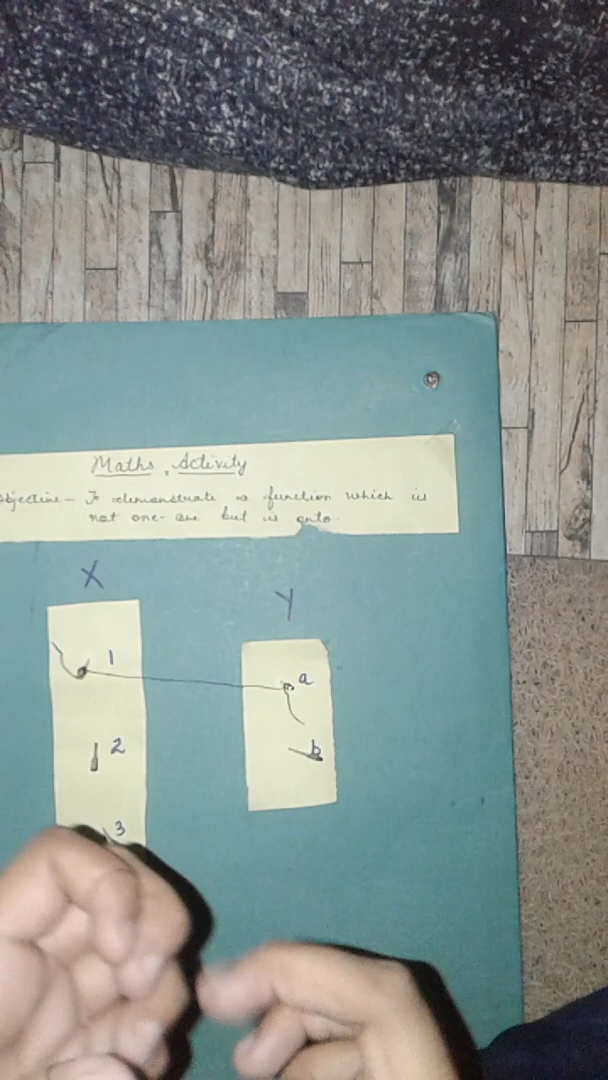 Maths Activity
Objective - To demonstrate a function which is
not one-one but is onto.
X
Y
1
a
2
b
3